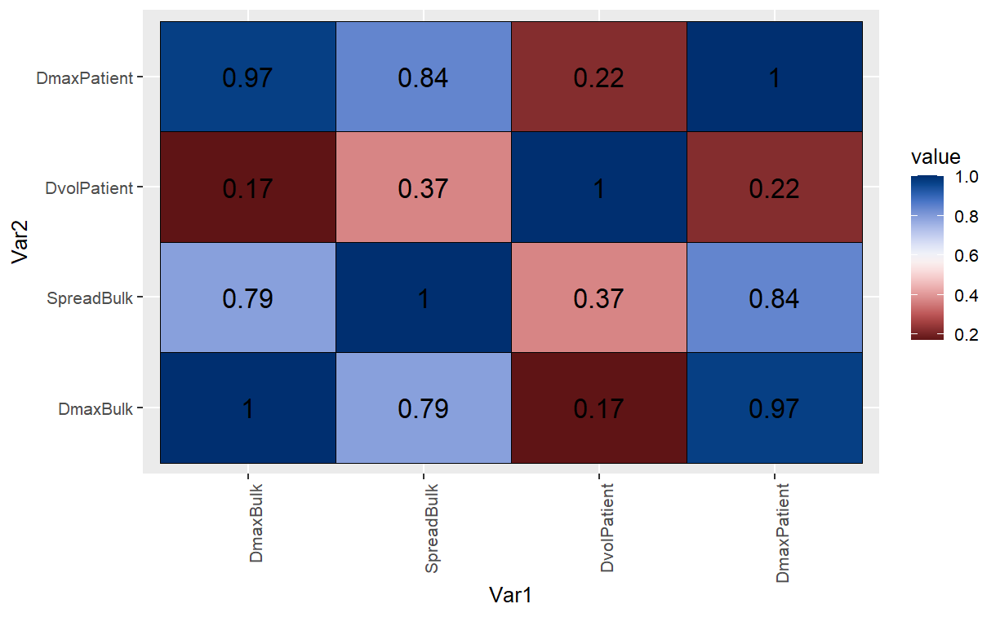 DmaxPatient 0.97 0.84 0.22 1
DvolPatient 0.17 0.37 1 0.22
SpreadBulk 0.79 1 0.37 0.84
DmaxBulk 1 0.79 0.17 0.97
Var2
DmaxBulk SpreadBulk DvolPatient DmaxPatient
Var1
value
1.0
0.8
0.6
0.4
0.2